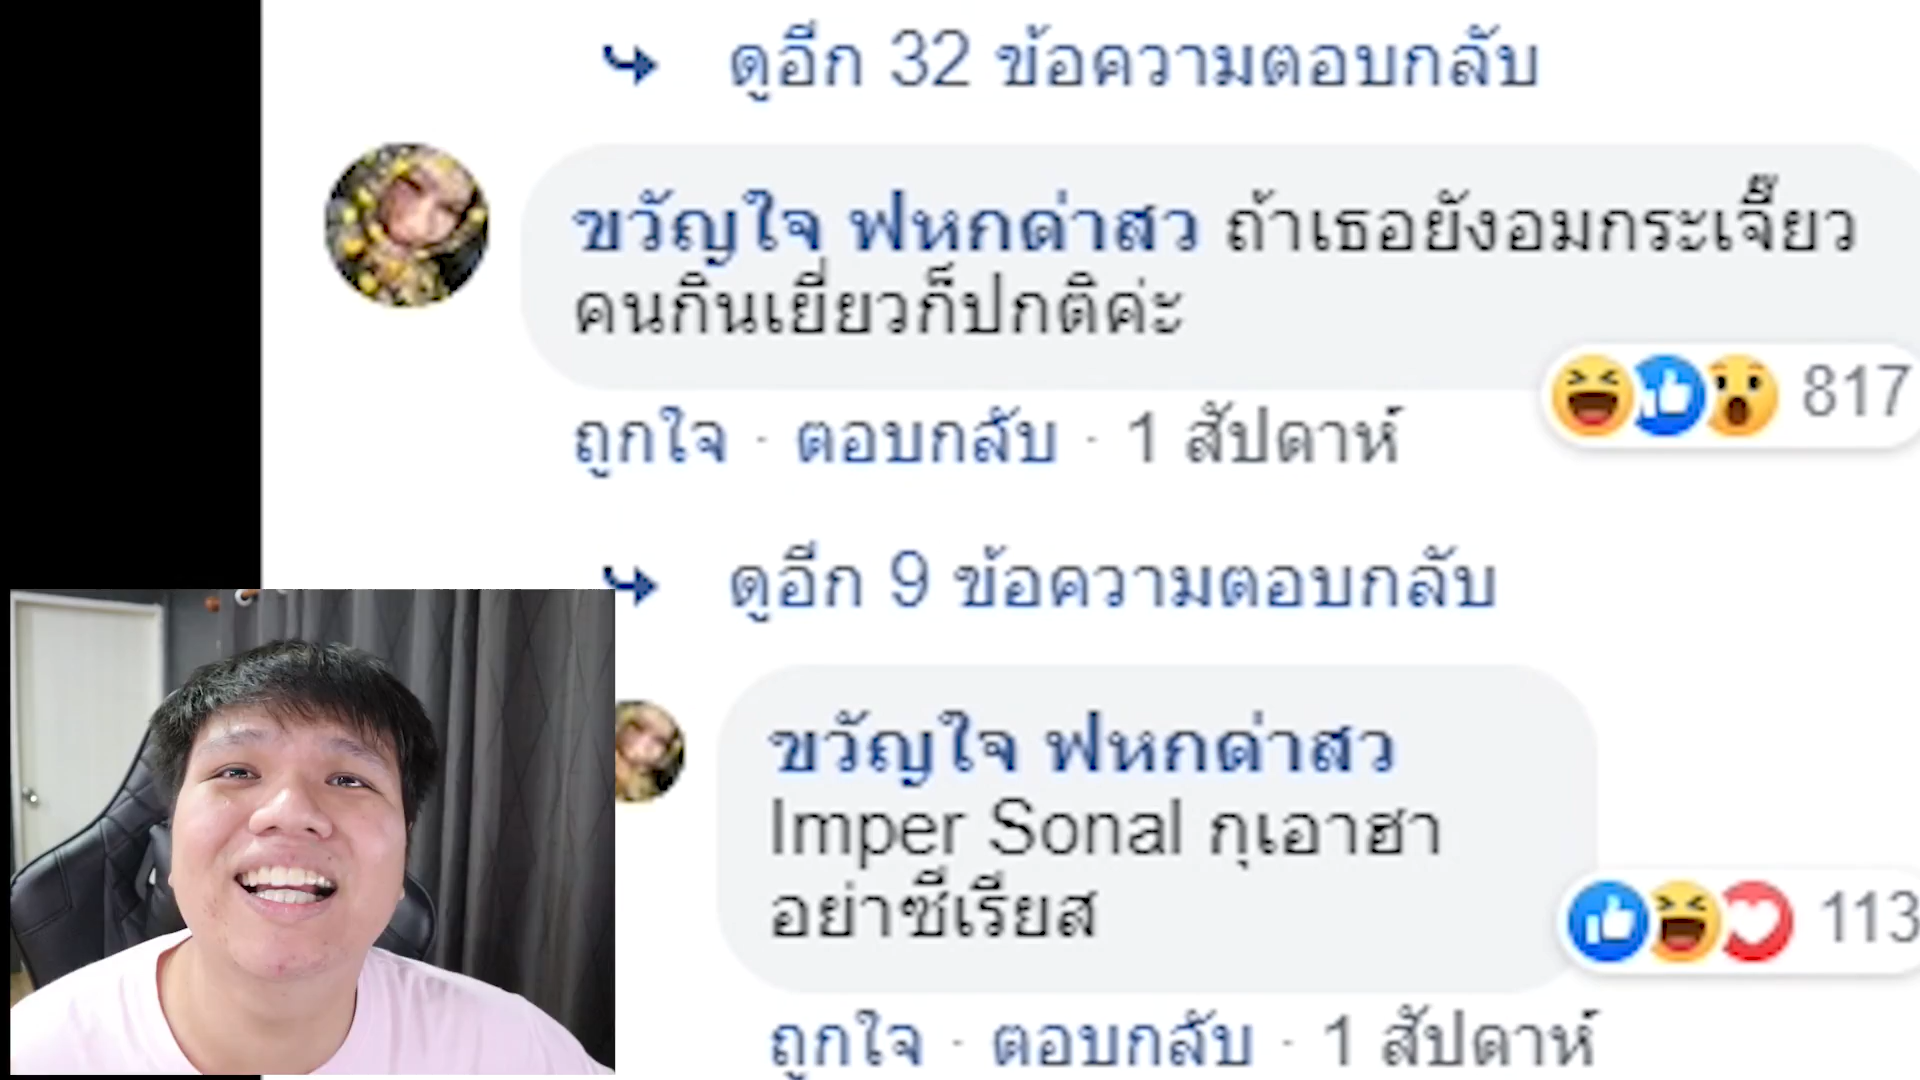 ดูอีก 32 ข้อความตอบกลับ
ขวัญใจ ฟหกด่าสว ถ้าเธอยังอมกระเจี๊ยว
คนกินเยี่ยวก็ปกติค่ะ
817
ถูกใจ · ตอบกลับ · 1 สัปดาห์
ดูอีก 9 ข้อความตอบกลับ
ขวัญใจ ฟหกด่าสว
Imper Sonal กุเอาฮา
อย่าซีเรียส
113
ถูกใจ · ตอบกลับ · 1 สัปดาห์